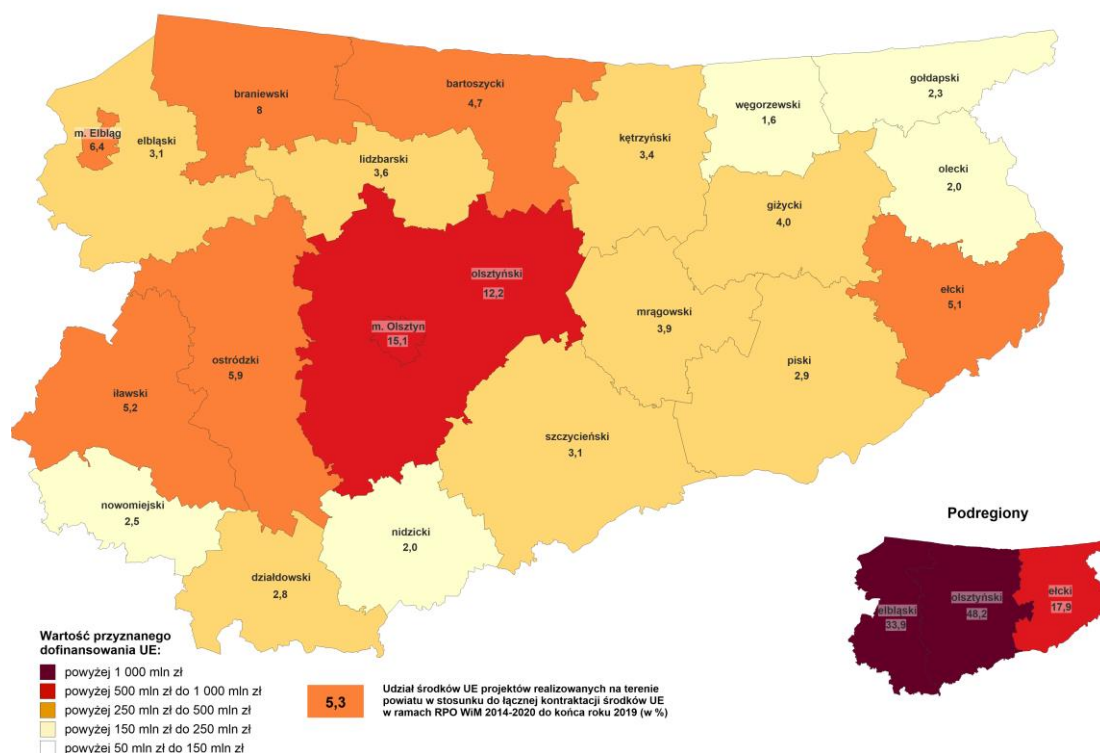 braniewski
8
bartoszycki
4,7
gołdapski
2,3
węgorzewski
1,6
m. Elbląg
6,4
elbląski
3,1
kętrzyński
3,4
lidzbarski
3,6
olecki
2,0
giżycki
4,0
olsztyński
12,2
ełcki
5,1
mrągowski
3,9
m. Olsztyn
15,1
ostródzki
5,9
piski
2,9
iławski
5,2
szczycieński
3,1
nowomiejski
2,5
nidzicki
2,0
działdowski
2,8
Podregiony
elbląski
33,9
olsztyński
48,2
ełcki
17,9
Wartość przyznanego
dofinansowania UE:
powyżej 1 000 mln zł
powyżej 500 mln zł do 1 000 mln zł
powyżej 250 mln zł do 500 mln zł
powyżej 150 mln zł do 250 mln zł
powyżej 50 mln zł do 150 mln zł
5,3
Udział środków UE projektów realizowanych na terenie
powiatu w stosunku do łącznej kontraktacji środków UE
w ramach RPO WiM 2014-2020 do końca roku 2019 (w %)